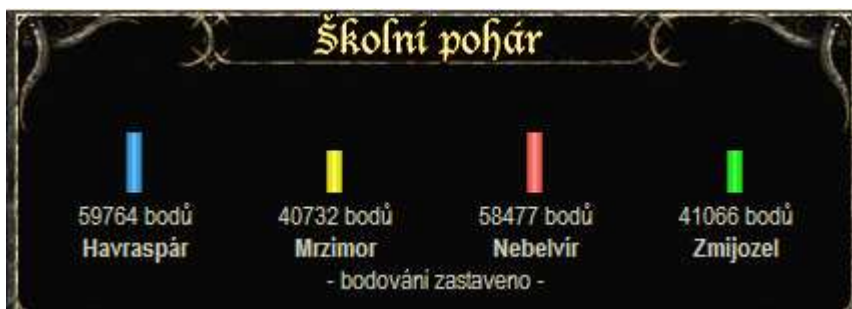 Školní pohár
59764 bodů 40732 bodů 58477 bodů 41066 bodů
Havraspár Mrzimor Nebelvír Zmijozel
- bodování zastaveno -